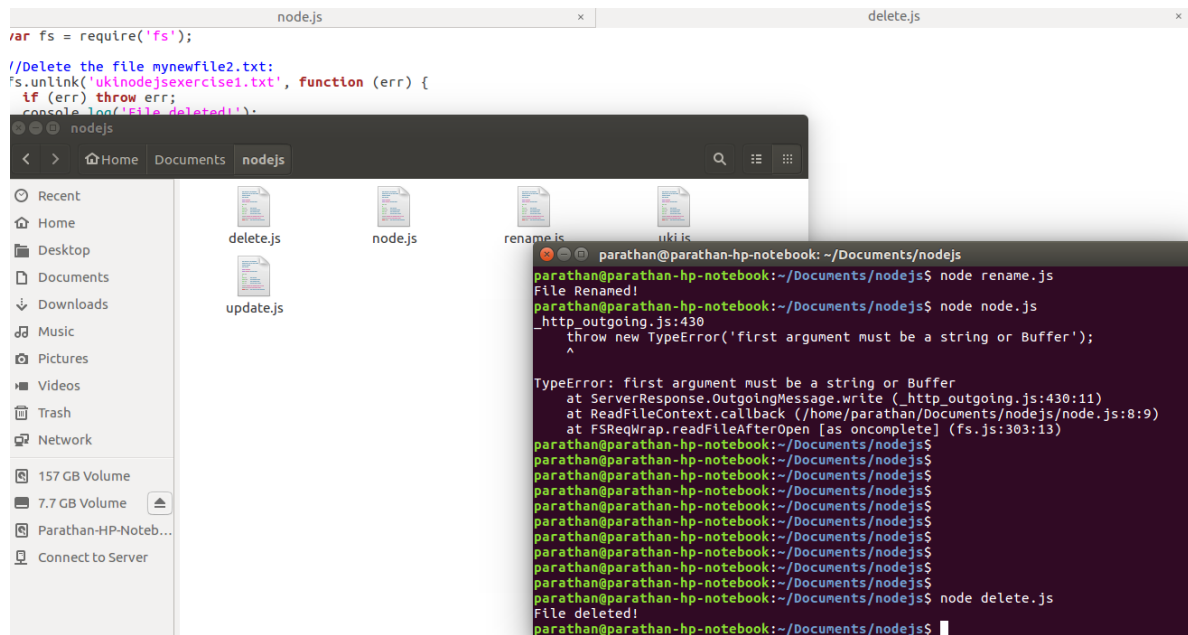 node.js × delete.js ×
var fs = require('fs');
//Delete the file mynewfile2.txt:
fs.unlink('ukinodejsexercise1.txt', function (err) {
if (err) throw err;
console.log('File deleted!');
nodejs
Home Documents nodejs
Recent
Home
Desktop
Documents
Downloads
Music
Pictures
Videos
Trash
Network
157 GB Volume
7.7 GB Volume
Parathan-HP-Noteb...
Connect to Server
delete.js node.js rename.js uki.js
update.js
parathan@parathan-hp-notebook: ~/Documents/nodejs
parathan@parathan-hp-notebook:~/Documents/nodejs$ node rename.js
File Renamed!
parathan@parathan-hp-notebook:~/Documents/nodejs$ node node.js
_http_outgoing.js:430
throw new TypeError('first argument must be a string or Buffer');
^
TypeError: first argument must be a string or Buffer
at ServerResponse.OutgoingMessage.write (_http_outgoing.js:430:11)
at ReadFileContext.callback (/home/parathan/Documents/nodejs/node.js:8:9)
at FSReqWrap.readFileAfterOpen [as oncomplete] (fs.js:303:13)
parathan@parathan-hp-notebook:~/Documents/nodejs$
parathan@parathan-hp-notebook:~/Documents/nodejs$
parathan@parathan-hp-notebook:~/Documents/nodejs$
parathan@parathan-hp-notebook:~/Documents/nodejs$
parathan@parathan-hp-notebook:~/Documents/nodejs$
parathan@parathan-hp-notebook:~/Documents/nodejs$
parathan@parathan-hp-notebook:~/Documents/nodejs$
parathan@parathan-hp-notebook:~/Documents/nodejs$
parathan@parathan-hp-notebook:~/Documents/nodejs$
parathan@parathan-hp-notebook:~/Documents/nodejs$
parathan@parathan-hp-notebook:~/Documents/nodejs$ node delete.js
File deleted!
parathan@parathan-hp-notebook:~/Documents/nodejs$